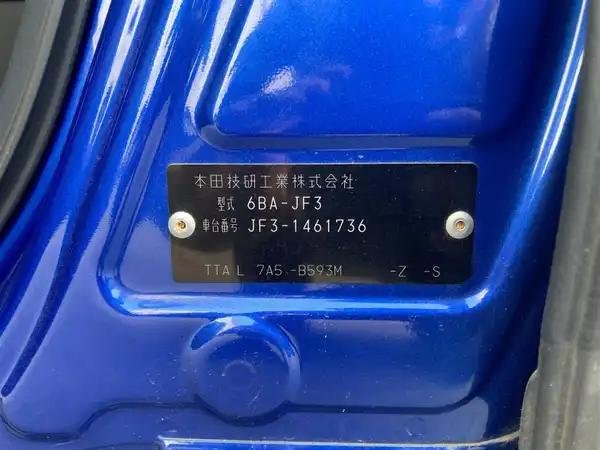 本田技研工業株式会社
型式 6BA-JF3
車台番号 JF3-1461736
TTA L 7A5 -B593M -Z -S